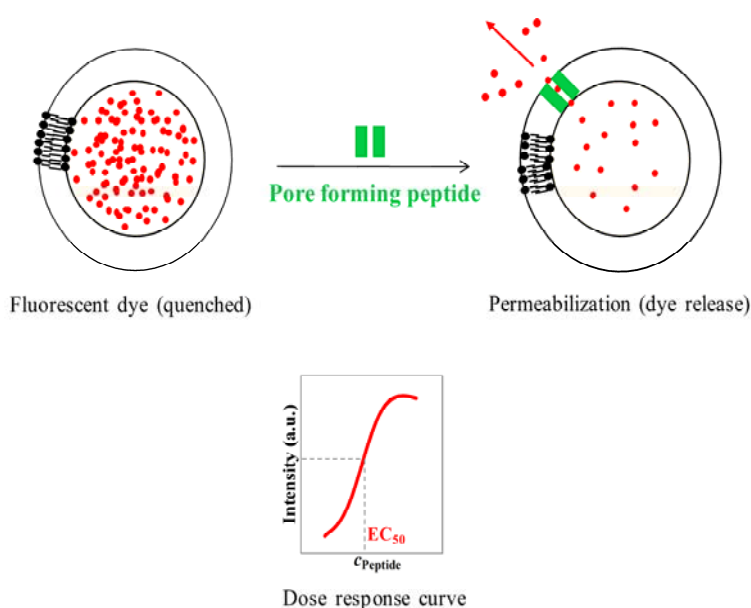 Pore forming peptide
Fluorescent dye (quenched)
Permeabilization (dye release)
Intensity (a.u.)
EC₅₀
cPeptide
Dose response curve